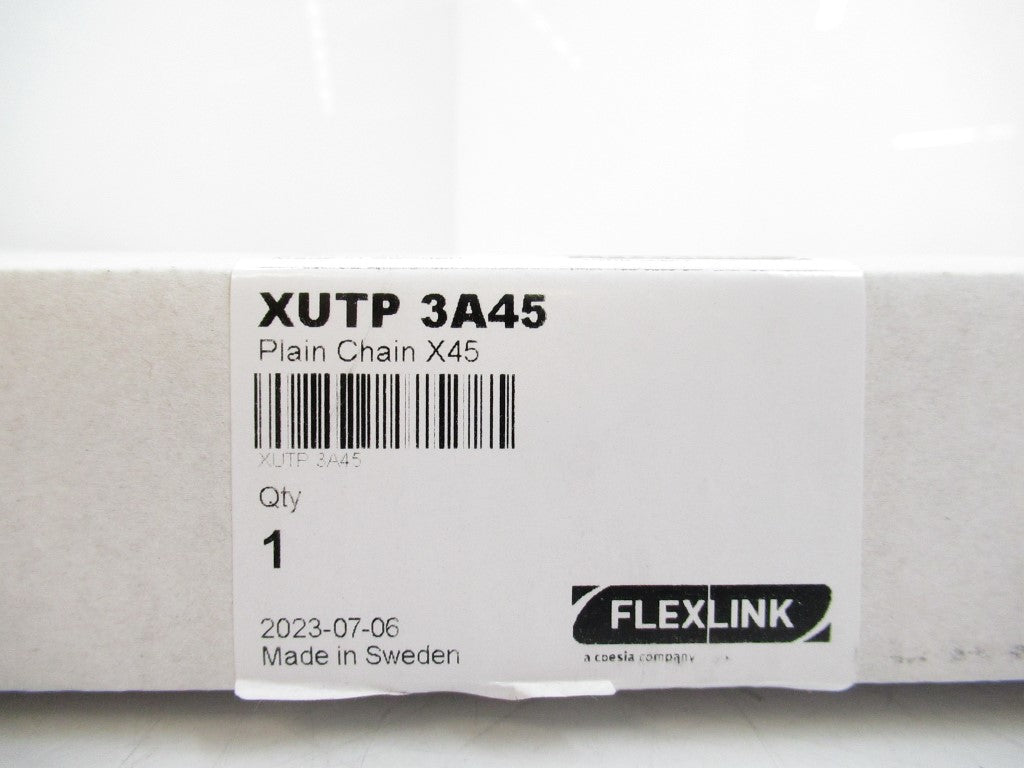 XUTP 3A45
Plain Chain X45
XUTP 3A45
Qty
1
2023-07-06
Made in Sweden
FLEXLINK
a coesia company